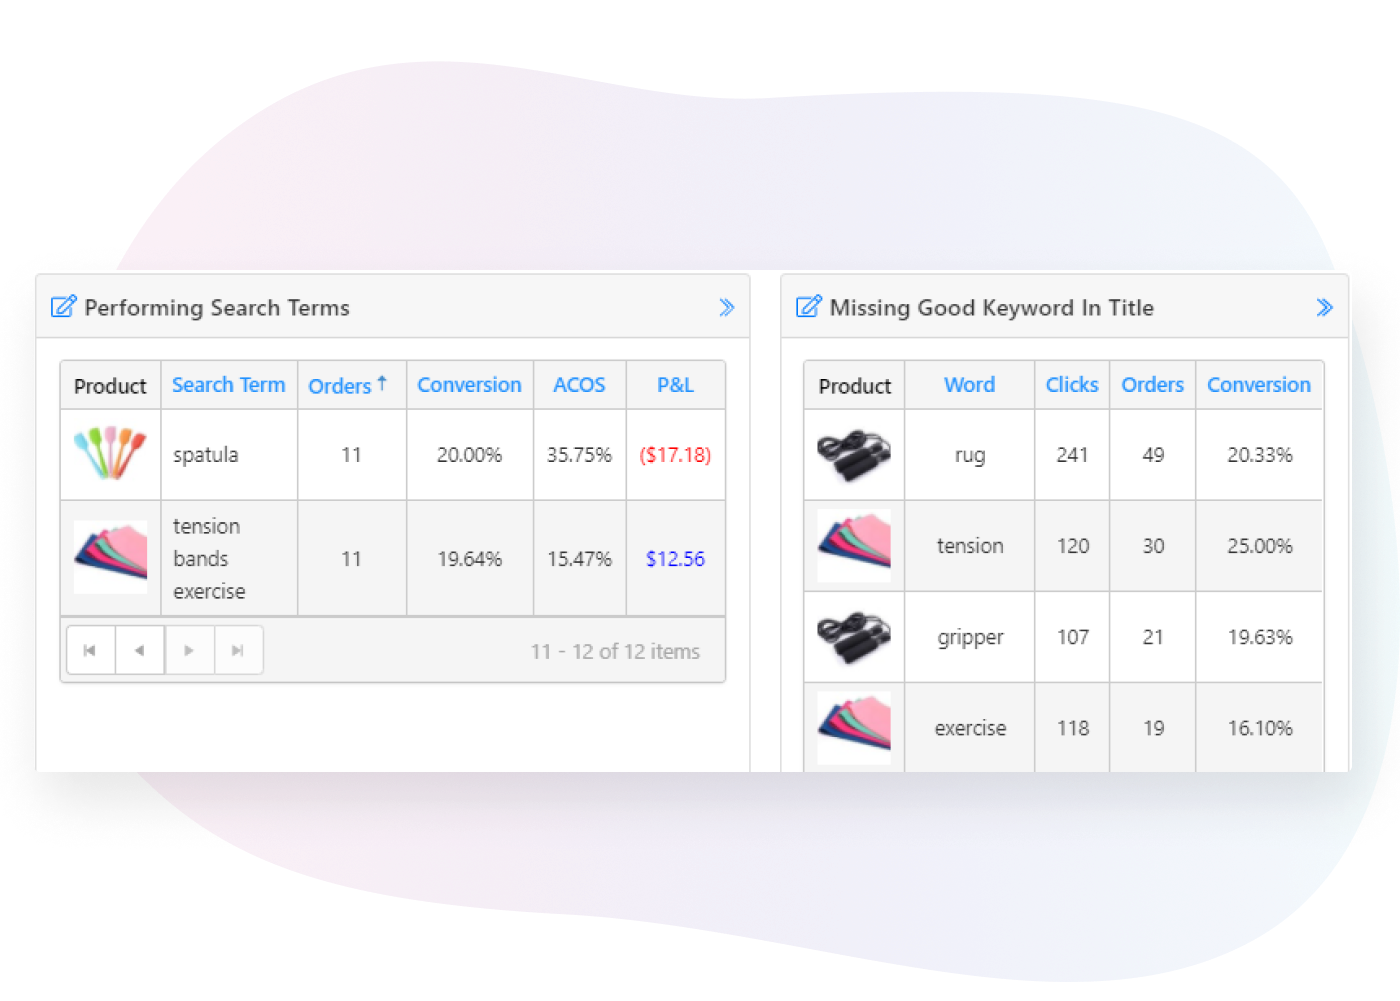 Performing Search Terms
Product Search Term Orders ↑ Conversion ACOS P&L
spatula 11 20.00% 35.75% ($17.18)
tension
bands
exercise
11 19.64% 15.47% $12.56
11 - 12 of 12 items
Missing Good Keyword In Title
Product Word Clicks Orders Conversion
rug 241 49 20.33%
tension 120 30 25.00%
gripper 107 21 19.63%
exercise 118 19 16.10%